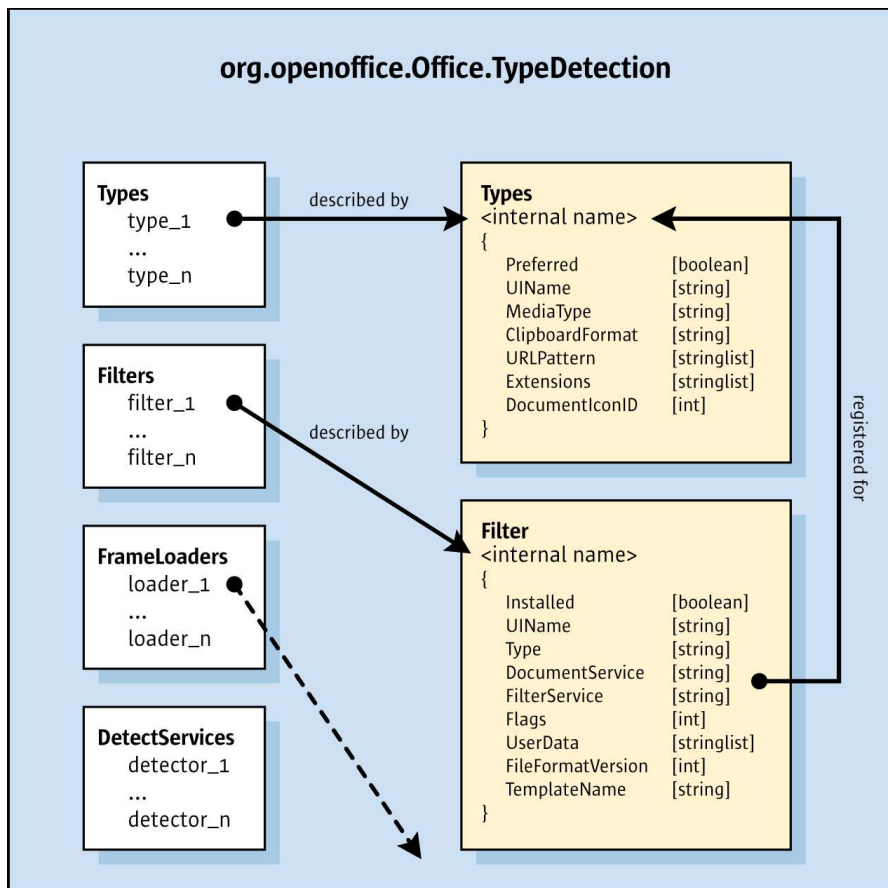 org.openoffice.Office.TypeDetection
Types
type_1
...
type_n
described by
Types
<internal name>
{
Preferred [boolean]
UIName [string]
MediaType [string]
ClipboardFormat [string]
URLPattern [stringlist]
Extensions [stringlist]
DocumentIconID [int]
}
Filters
filter_1
...
filter_n
described by
registered for
Filter
<internal name>
{
Installed [boolean]
UIName [string]
Type [string]
DocumentService [string]
FilterService [string]
Flags [int]
UserData [stringlist]
FileFormatVersion [int]
TemplateName [string]
}
FrameLoaders
loader_1
...
loader_n
DetectServices
detector_1
...
detector_n